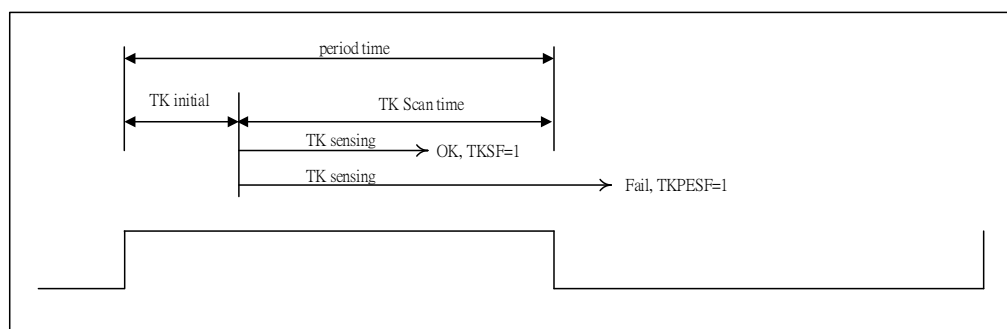 period time
TK initial
TK Scan time
TK sensing
OK, TKSF=1
TK sensing
Fail, TKPESF=1